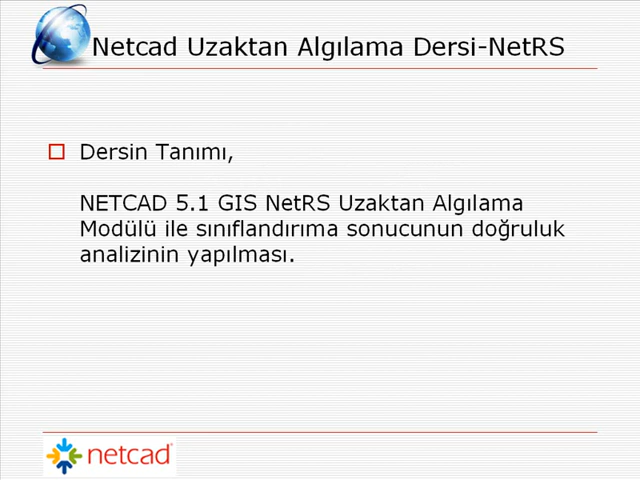 Netcad Uzaktan Algılama Dersi-NetRS
Dersin Tanımı,
NETCAD 5.1 GIS NetRS Uzaktan Algılama
Modülü ile sınıflandırıma sonucunun doğruluk
analizinin yapılması.
netcad